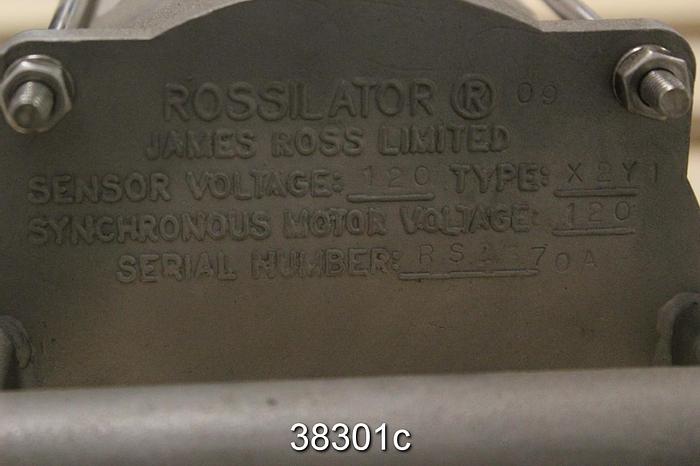 ROSSILATOR ® 09
JAMES ROSS LIMITED
SENSOR VOLTAGE: 120 TYPE: X2Y1
SYNCHRONOUS MOTOR VOLTAGE 120
SERIAL NUMBER:
38301c